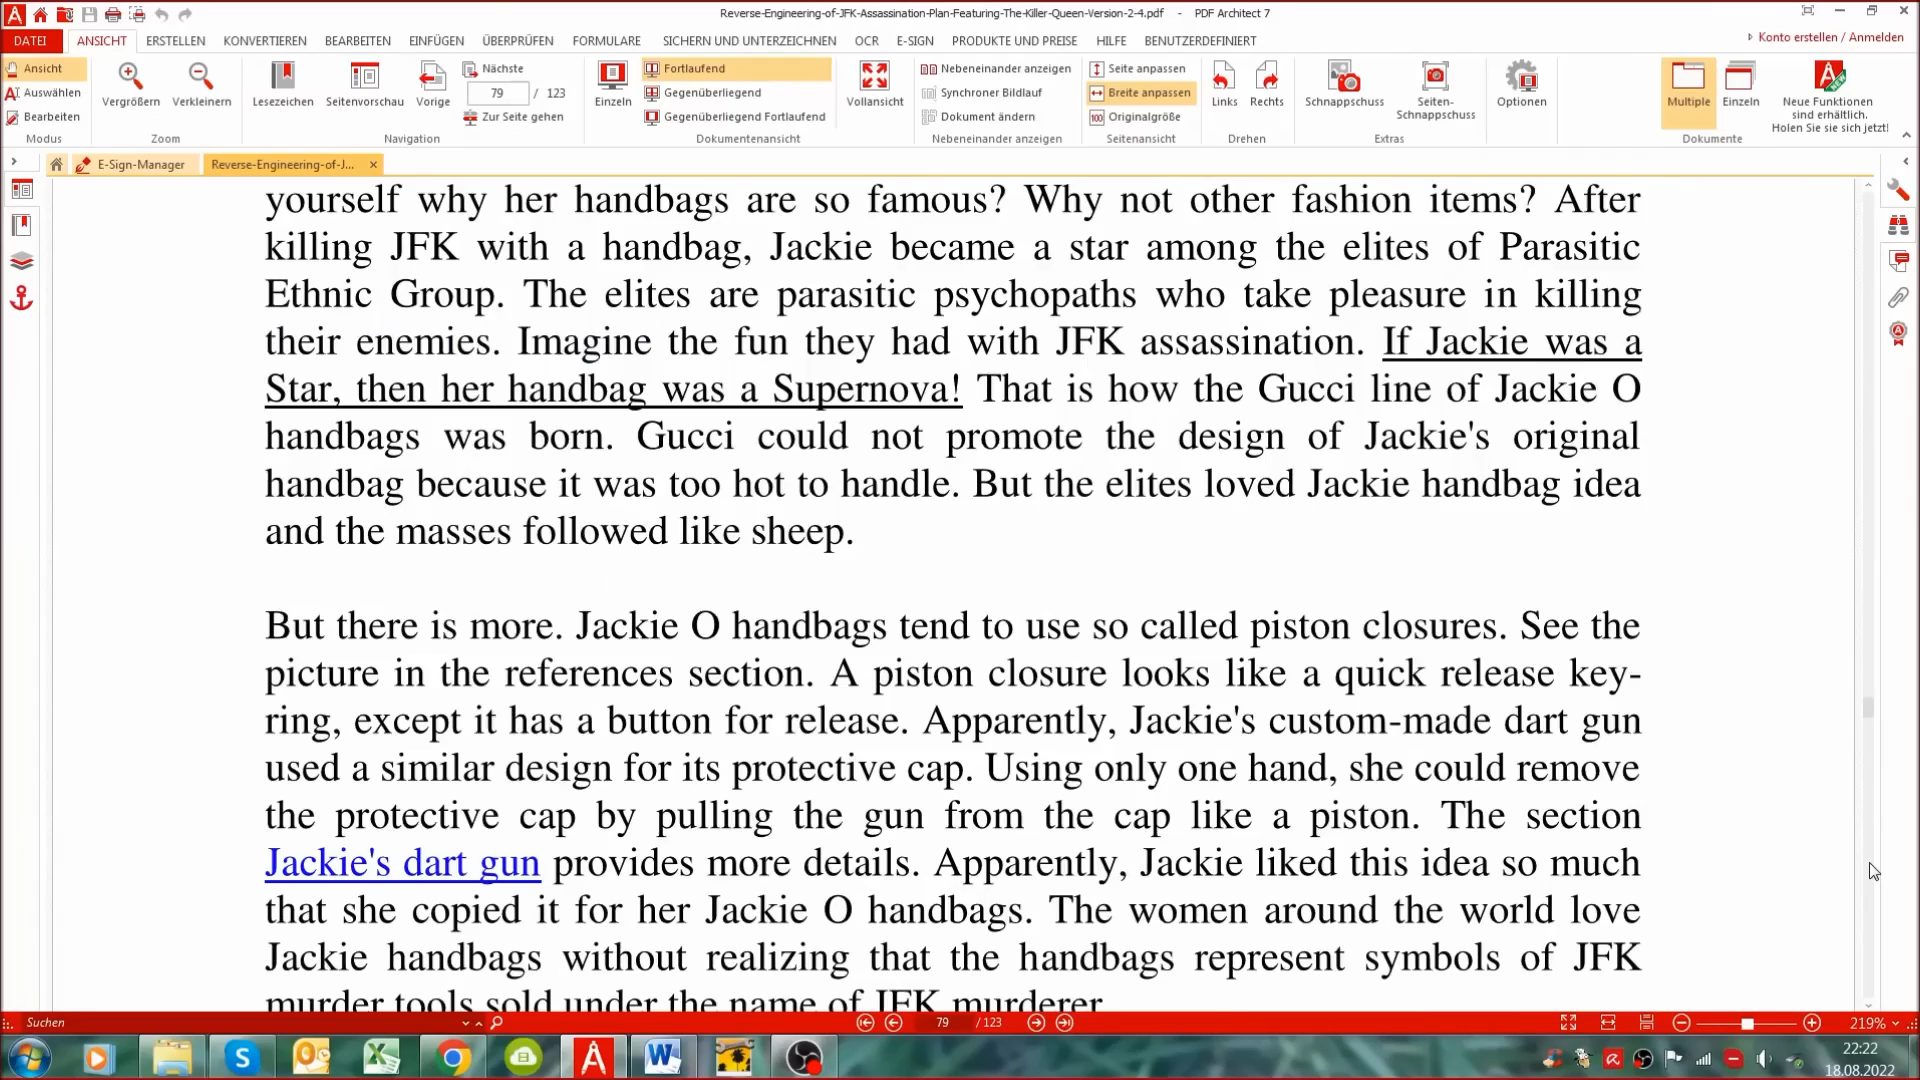 Reverse-Engineering-of-JFK-Assassination-Plan-Featuring-The-Killer-Queen-Version-2-4.pdf - PDF Architect 7
DATEI ANSICHT ERSTELLEN KONVERTIEREN BEARBEITEN EINFÜGEN ÜBERPRÜFEN FORMULARE SICHERN UND UNTERZEICHNEN OCR E-SIGN PRODUKTE UND PREISE HILFE BENUTZERDEFINIERT Konto erstellen / Anmelden
Ansicht
Auswählen
Bearbeiten
Modus
Vergrößern Verkleinern
Zoom
Lesezeichen Seitenvorschau Vorige
Nächste
79 / 123
Zur Seite gehen
Navigation
Einzeln
Fortlaufend
Gegenüberliegend
Gegenüberliegend Fortlaufend
Dokumentenansicht
Vollansicht
Nebeneinander anzeigen
Synchroner Bildlauf
Dokument ändern
Nebeneinander anzeigen
Seite anpassen
Breite anpassen
100 Originalgröße
Seitenansicht
Links Rechts
Drehen
Schnappschuss
Seiten-
Schnappschuss
Extras
Optionen
Multiple Einzeln
Neue Funktionen
sind erhältlich.
Holen Sie sie sich jetzt!
Dokumente
E-Sign-Manager Reverse-Engineering-of-J...
yourself why her handbags are so famous? Why not other fashion items? After
killing JFK with a handbag, Jackie became a star among the elites of Parasitic
Ethnic Group. The elites are parasitic psychopaths who take pleasure in killing
their enemies. Imagine the fun they had with JFK assassination. If Jackie was a
Star, then her handbag was a Supernova! That is how the Gucci line of Jackie O
handbags was born. Gucci could not promote the design of Jackie's original
handbag because it was too hot to handle. But the elites loved Jackie handbag idea
and the masses followed like sheep.
But there is more. Jackie O handbags tend to use so called piston closures. See the
picture in the references section. A piston closure looks like a quick release key-
ring, except it has a button for release. Apparently, Jackie's custom-made dart gun
used a similar design for its protective cap. Using only one hand, she could remove
the protective cap by pulling the gun from the cap like a piston. The section
Jackie's dart gun provides more details. Apparently, Jackie liked this idea so much
that she copied it for her Jackie O handbags. The women around the world love
Jackie handbags without realizing that the handbags represent symbols of JFK
murder tools sold under the name of JFK murderer.
Suchen
79 / 123
219%
22:22
18.08.2022